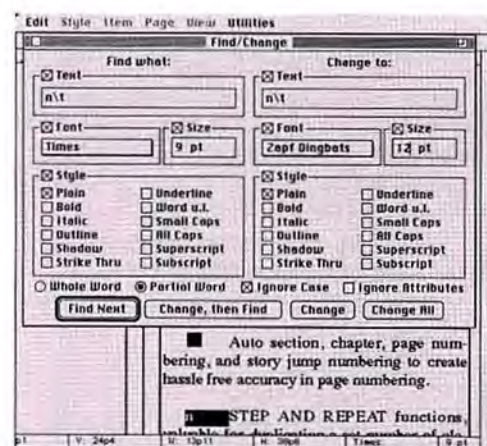 Edit Style Item Page View Utilities
Find/Change
Find what: Change to:
Text Text
n\t n\t
Font Size Font Size
Times 9 pt Zapf Dingbats 12 pt
Style Style
Plain Underline Plain Underline
Bold Word u.l. Bold Word u.l.
Italic Small Caps Italic Small Caps
Outline All Caps Outline All Caps
Shadow Superscript Shadow Superscript
Strike Thru Subscript Strike Thru Subscript
Whole Word Partial Word Ignore Case Ignore Attributes
Find Next Change, then Find Change Change All
Auto section, chapter, page num-
bering, and story jump numbering to create
hassle free accuracy in page numbering.
n STEP AND REPEAT functions,